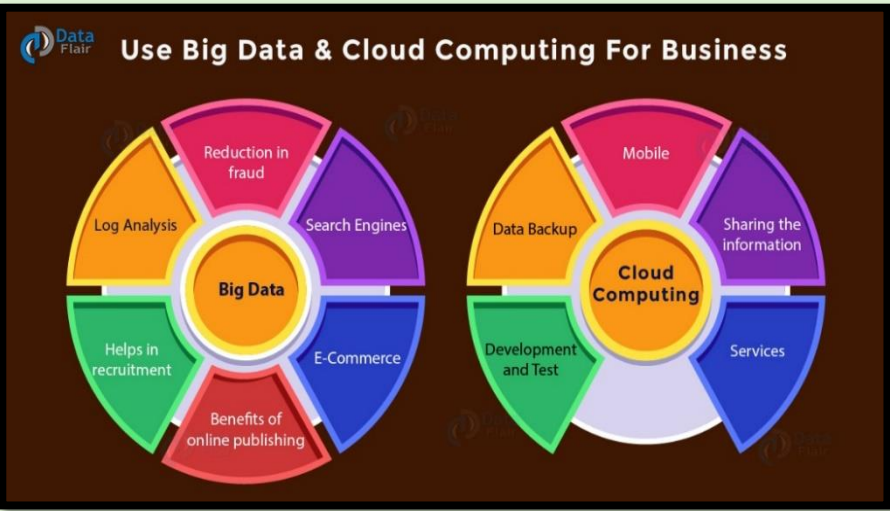 Data
Flair
Use Big Data & Cloud Computing For Business
Reduction in
fraud
Log Analysis
Search Engines
Big Data
Helps in
recruitment
E-Commerce
Benefits of
online publishing
Mobile
Data Backup
Sharing the
information
Cloud
Computing
Development
and Test
Services